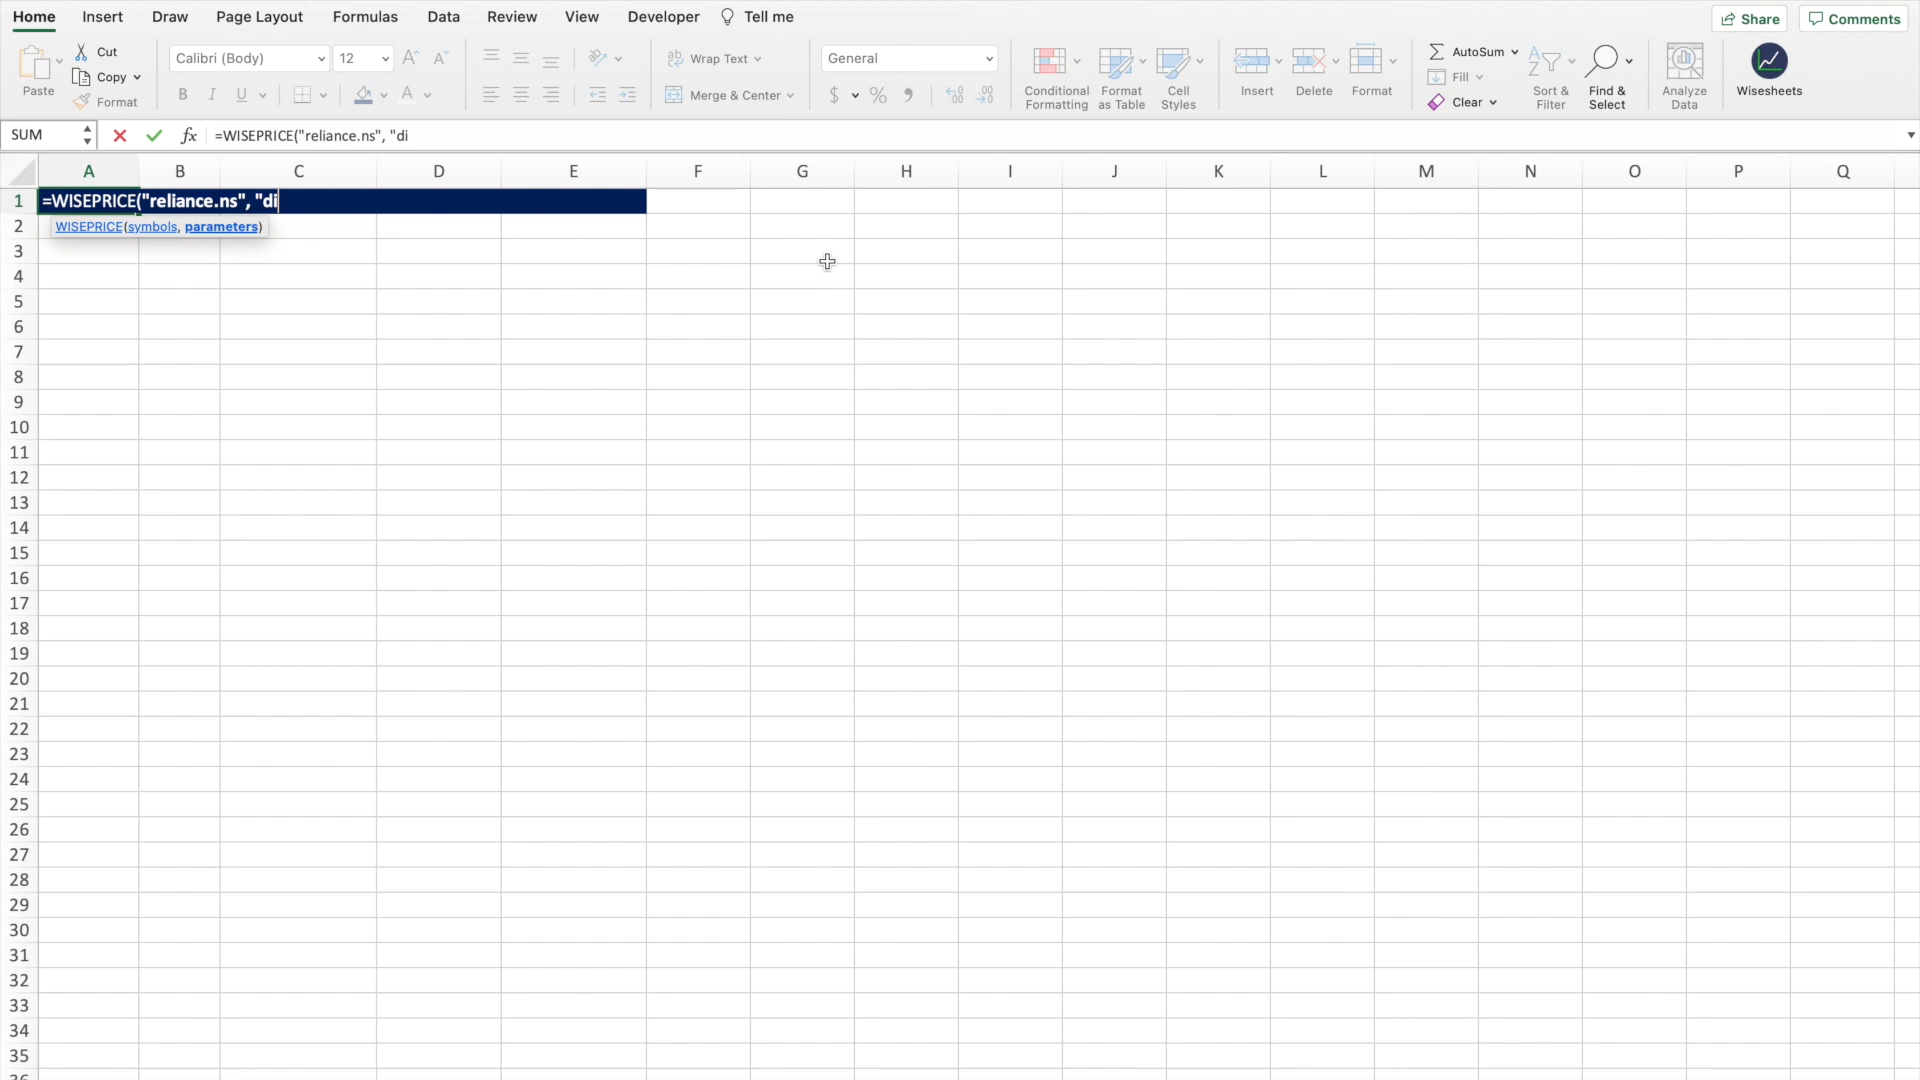 Home Insert Draw Page Layout Formulas Data Review View Developer Tell me Share Comments
Paste Cut Copy Format
Calibri (Body) 12 A A
B I U A
ab Wrap Text
Merge & Center
General
$ % 9
Conditional Formatting Format as Table Cell Styles
Insert Delete Format
AutoSum Fill Clear
Sort & Filter Find & Select Analyze Data Wisesheets
SUM fx =WISEPRICE("reliance.ns", "di
A B C D E F G H I J K L M N O P Q
1 =WISEPRICE("reliance.ns", "di
2 WISEPRICE(symbols, parameters)
3
4
5
6
7
8
9
10
11
12
13
14
15
16
17
18
19
20
21
22
23
24
25
26
27
28
29
30
31
32
33
34
35
36